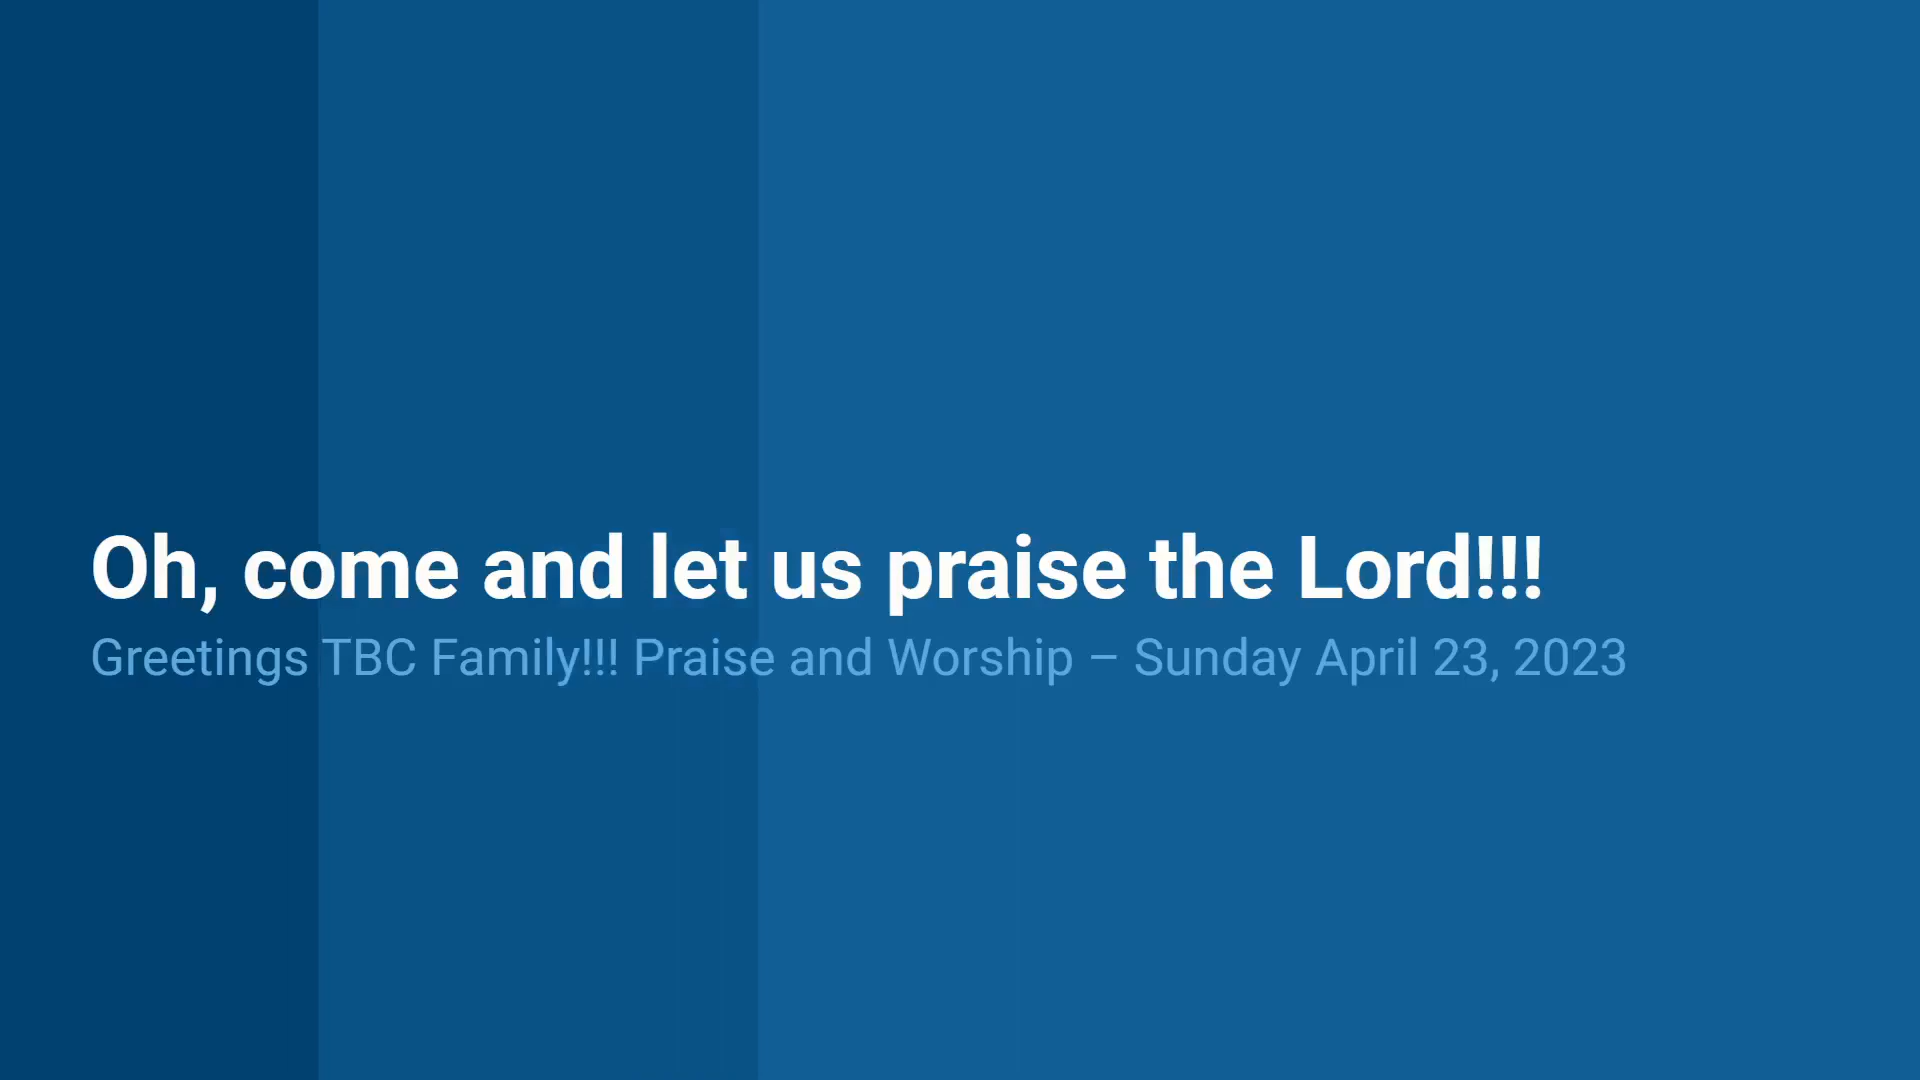 Oh, come and let us praise the Lord!!!
Greetings TBC Family!!! Praise and Worship – Sunday April 23, 2023